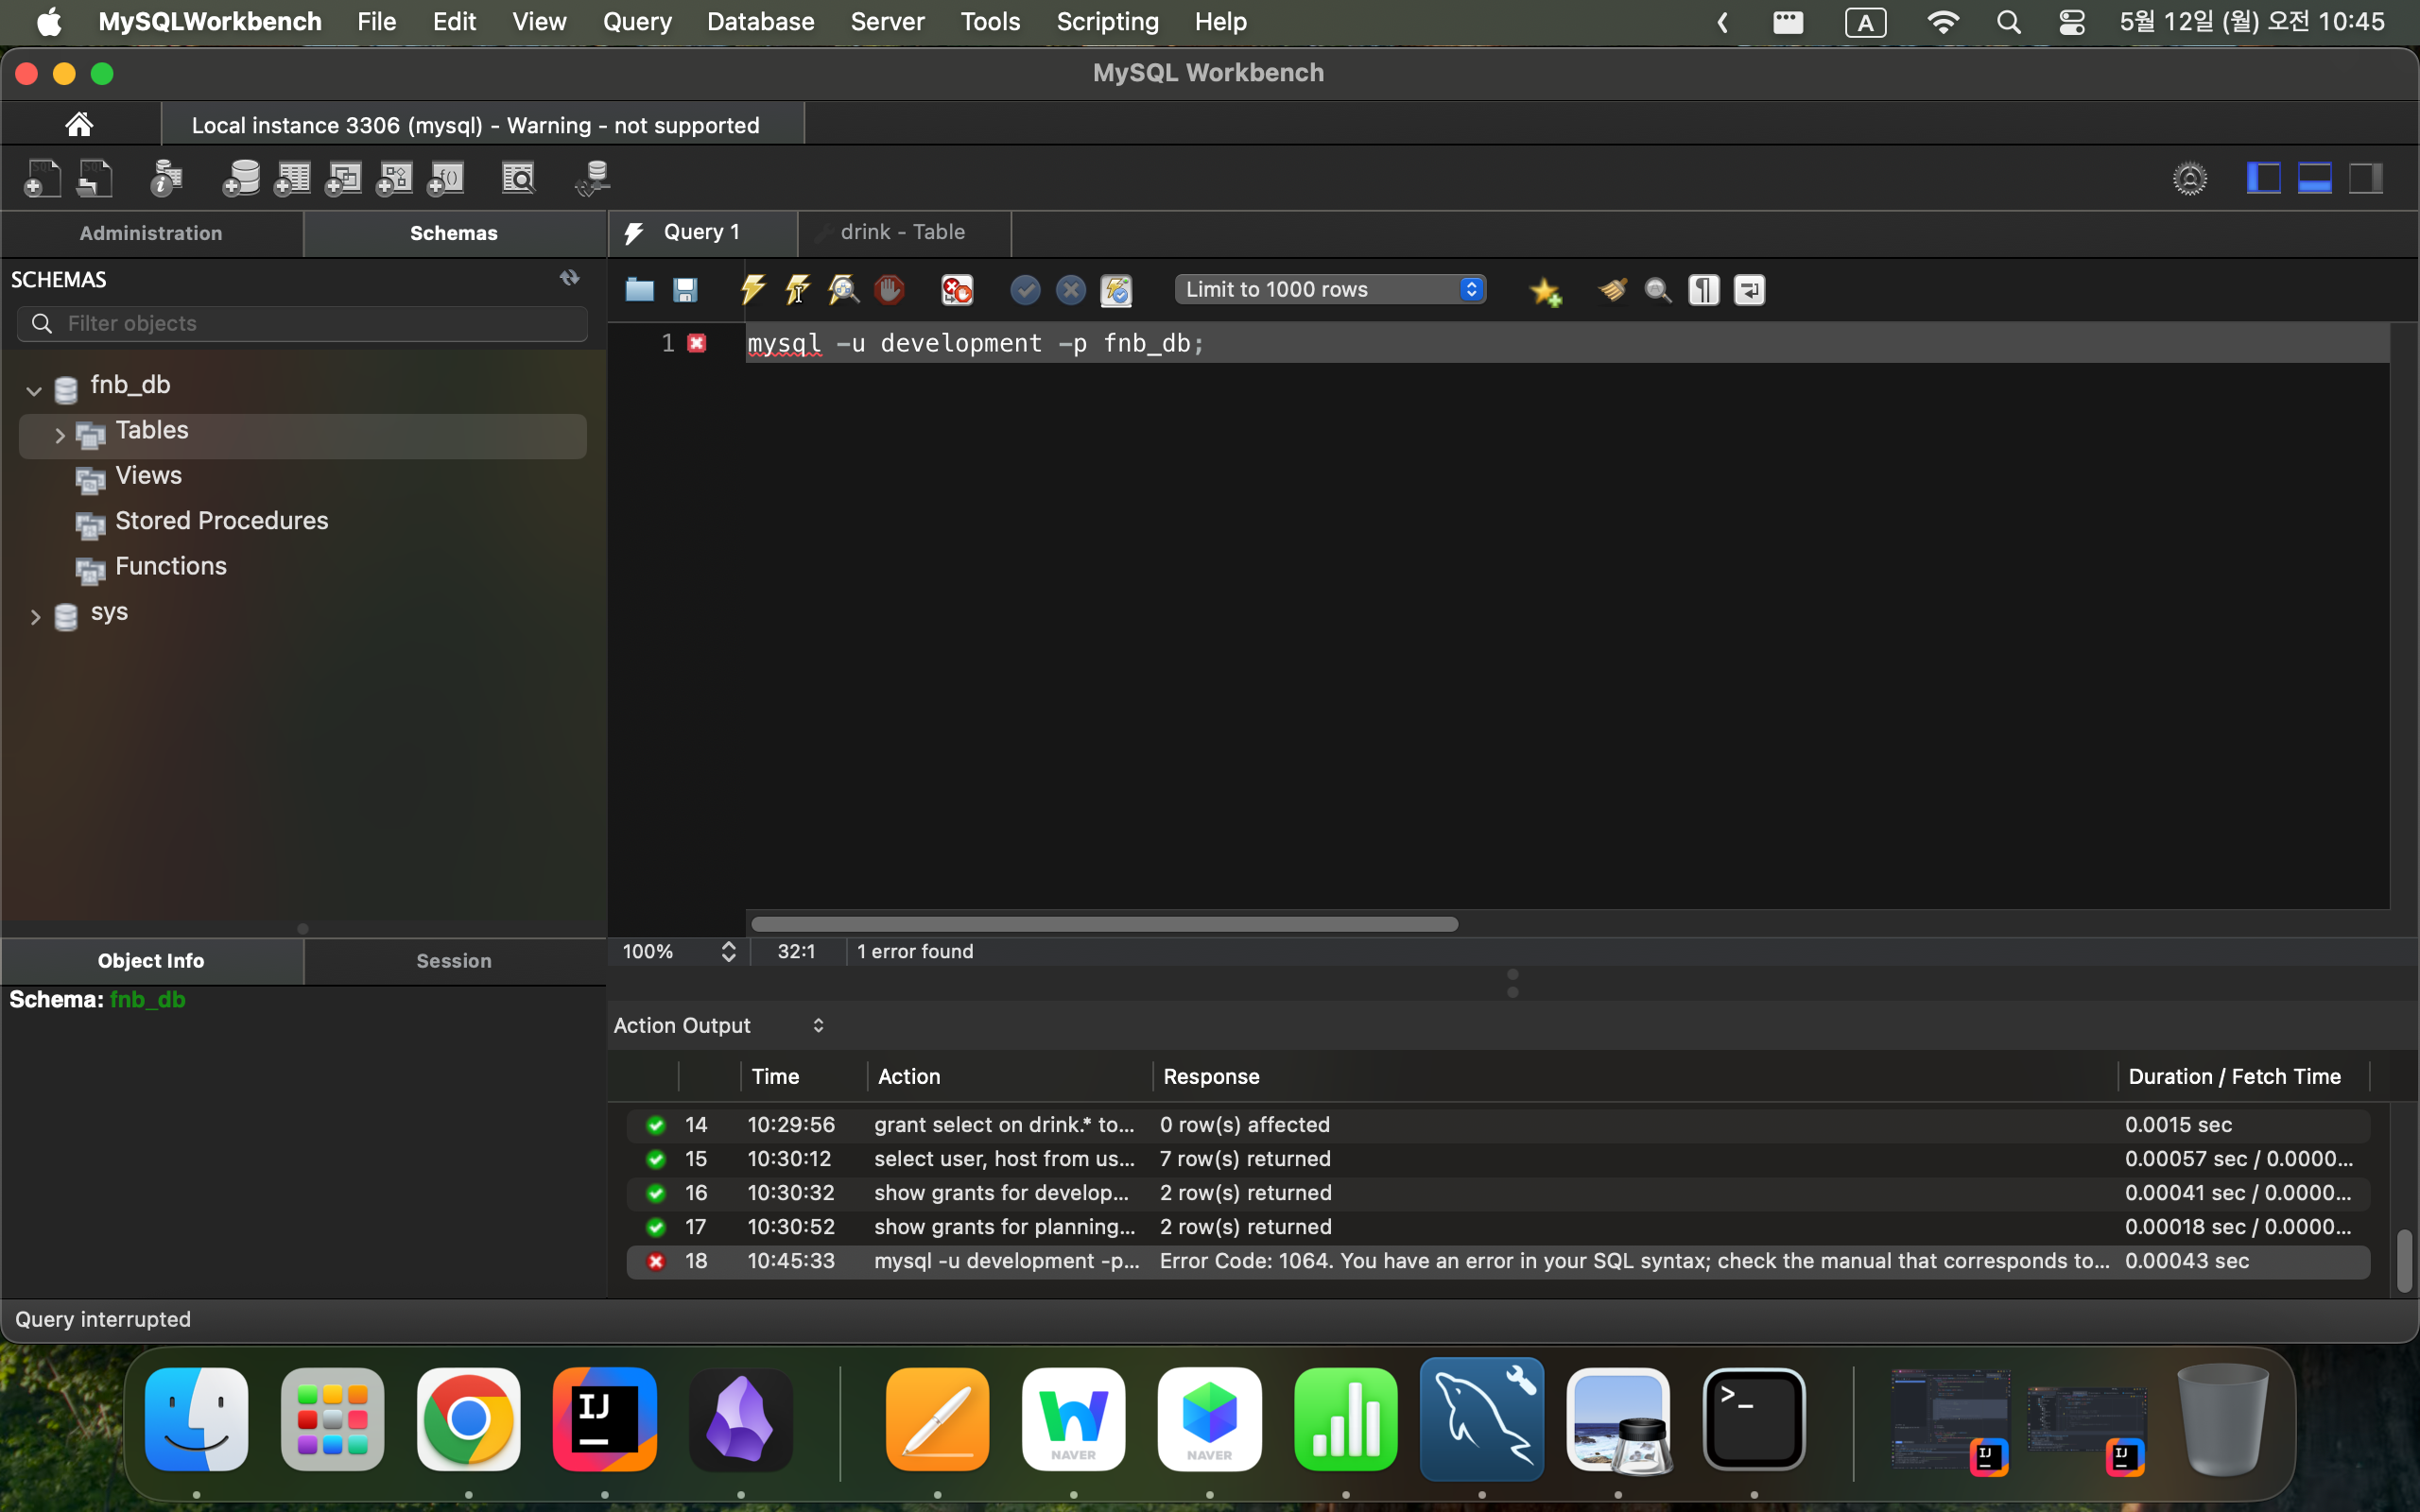 MySQLWorkbench File Edit View Query Database Server Tools Scripting Help A 5월 12일 (월) 오전 10:45
MySQL Workbench
Local instance 3306 (mysql) - Warning - not supported
Administration Schemas Query 1 drink - Table
SCHEMAS
Limit to 1000 rows
Filter objects
1 mysql -u development -p fnb_db;
fnb_db
Tables
Views
Stored Procedures
Functions
sys
100% 32:1 1 error found
Object Info Session
Schema: fnb_db
Action Output
Time Action Response Duration / Fetch Time
14 10:29:56 grant select on drink.* to... 0 row(s) affected 0.0015 sec
15 10:30:12 select user, host from us... 7 row(s) returned 0.00057 sec / 0.0000...
16 10:30:32 show grants for develop... 2 row(s) returned 0.00041 sec / 0.0000...
17 10:30:52 show grants for planning... 2 row(s) returned 0.00018 sec / 0.0000...
18 10:45:33 mysql -u development -p... Error Code: 1064. You have an error in your SQL syntax; check the manual that corresponds to... 0.00043 sec
Query interrupted
IJ
NAVER
NAVER
IJ
IJ